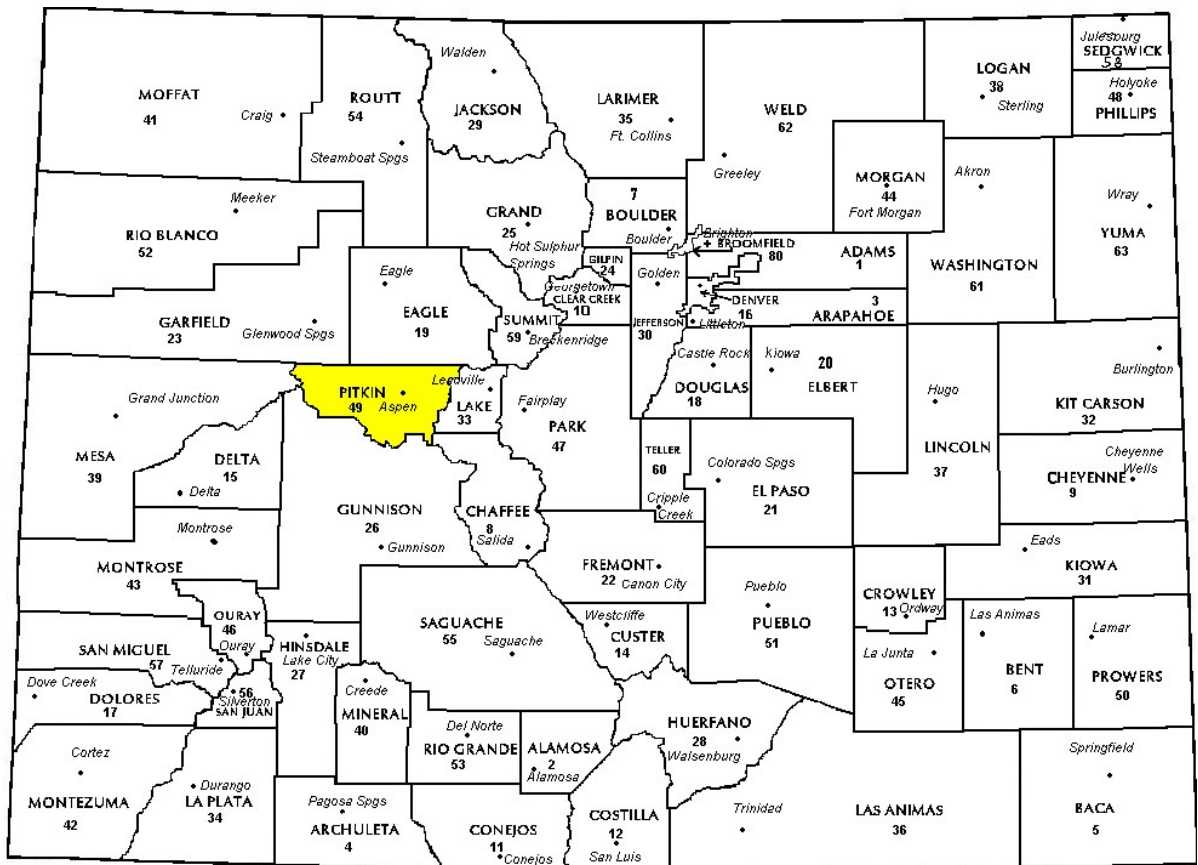 Julesburg
SEDGWICK
58
LOGAN
38
Sterling
Holyoke
48
PHILLIPS
Walden
JACKSON
29
MOFFAT
41
Craig
ROUTT
54
Steamboat Spgs
LARIMER
35
Ft. Collins
WELD
62
Greeley
MORGAN
44
Fort Morgan
Akron
WASHINGTON
61
Wray
YUMA
63
Meeker
RIO BLANCO
52
GRAND
25
Hot Sulphur
Springs
7
BOULDER
Boulder
Brighton
+ BROOMFIELD
80
ADAMS
1
GILPIN
24
Georgetown
CLEAR CREEK
10
Golden
JEFFERSON
30
DENVER
16
Littleton
3
ARAPAHOE
Eagle
EAGLE
19
SUMMIT
59
Breckenridge
GARFIELD
23
Glenwood Spgs
PITKIN
49
Aspen
Leadville
LAKE
33
Fairplay
PARK
47
Castle Rock
DOUGLAS
18
Kiowa
20
ELBERT
Hugo
LINCOLN
37
Burlington
KIT CARSON
32
Grand Junction
MESA
39
DELTA
15
Delta
GUNNISON
26
Gunnison
CHAFFEE
8
Salida
TELLER
60
Cripple
Creek
Colorado Spgs
EL PASO
21
Cheyenne
Wells
CHEYENNE
9
Montrose
MONTROSE
43
FREMONT
22
Canon City
Eads
KIOWA
31
OURAY
46
Ouray
SAN MIGUEL
57
Telluride
HINSDALE
Lake City
27
SAGUACHE
55
Saguache
Westcliffe
CUSTER
14
Pueblo
PUEBLO
51
CROWLEY
13
Ordway
La Junta
OTERO
45
Las Animas
BENT
6
Lamar
PROWERS
50
Dove Creek
DOLORES
17
56
Silverton
SAN JUAN
Creede
MINERAL
40
Del Norte
RIO GRANDE
53
ALAMOSA
2
Alamosa
HUERFANO
28
Walsenburg
Cortez
MONTEZUMA
42
Durango
LA PLATA
34
Pagosa Spgs
ARCHULETA
4
CONEJOS
11
Conejos
COSTILLA
12
San Luis
Trinidad
LAS ANIMAS
36
Springfield
BACA
5